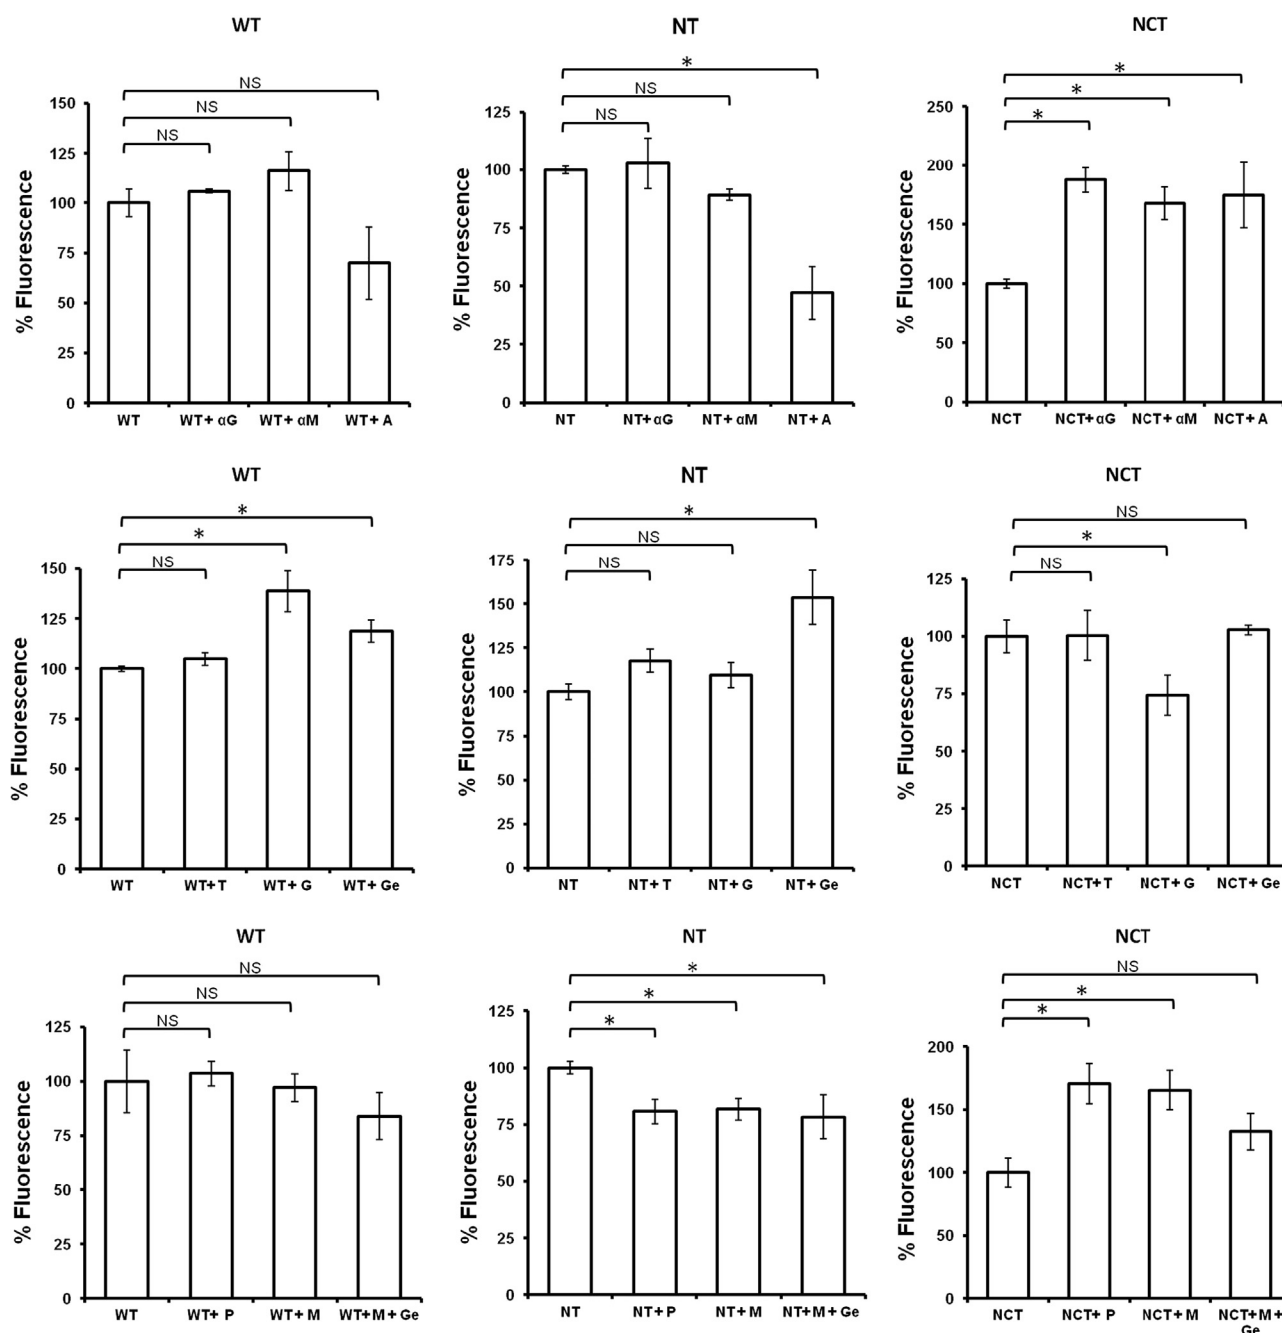 WT
NS
NS
NS
150
125
100
75
50
25
0
% Fluorescence
WT
WT+ αG
WT+ αM
WT+ A
NT
*
NS
NS
125
100
75
50
25
0
% Fluorescence
NT
NT+αG
NT+ αM
NT+ A
NCT
*
*
*
250
200
150
100
50
0
% Fluorescence
NCT
NCT+αG
NCT+ αM
NCT+ A
WT
*
*
NS
150
125
100
75
50
25
0
% Fluorescence
WT
WT+ T
WT+ G
WT+ Ge
NT
*
NS
NS
175
150
125
100
75
50
25
0
% Fluorescence
NT
NT+ T
NT+ G
NT+ Ge
NCT
NS
*
NS
125
100
75
50
25
0
% Fluorescence
NCT
NCT+ T
NCT+ G
NCT+ Ge
WT
NS
NS
NS
125
100
75
50
25
0
% Fluorescence
WT
WT+ P
WT+ M
WT+M + Ge
NT
*
*
*
125
100
75
50
25
0
% Fluorescence
NT
NT+ P
NT+ M
NT+M + Ge
NCT
NS
*
*
200
150
100
50
0
% Fluorescence
NCT
NCT+ P
NCT+ M
NCT+M +
Ge